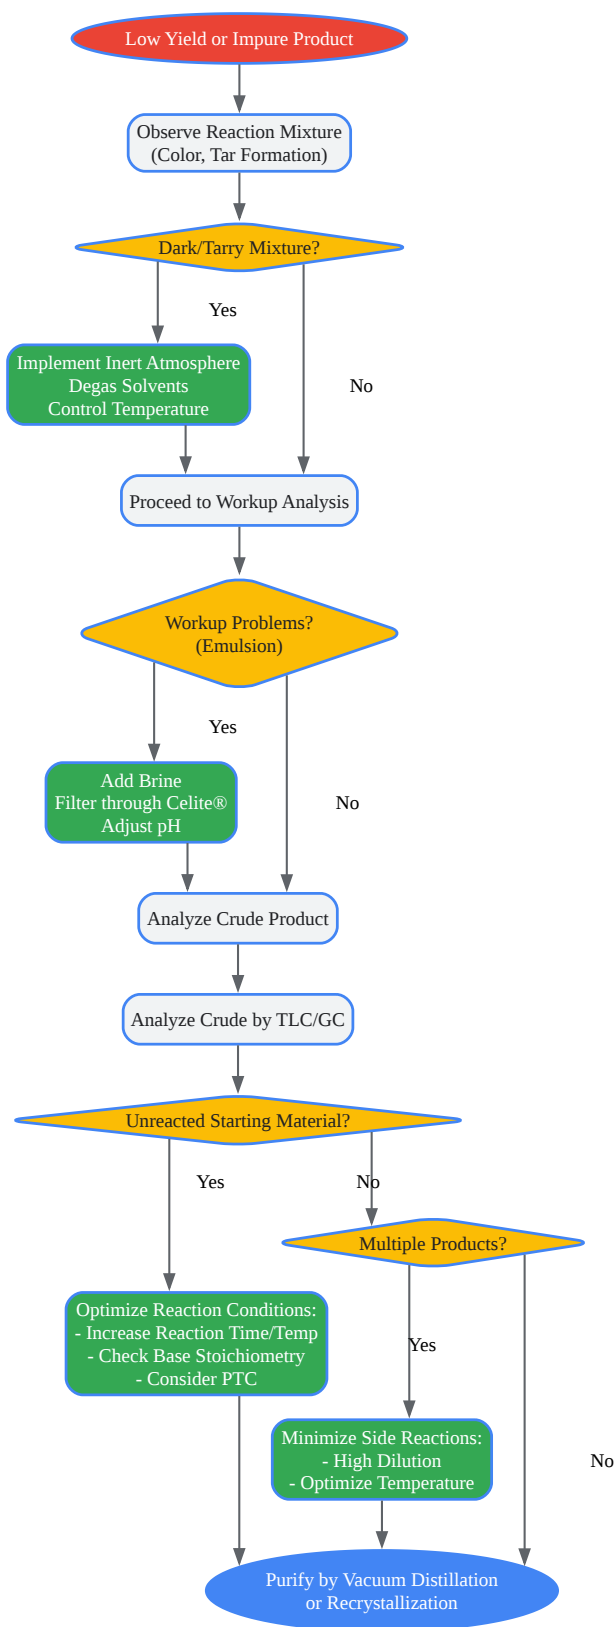 Low Yield or Impure Product
Observe Reaction Mixture
(Color, Tar Formation)
Dark/Tarry Mixture?
Yes
Implement Inert Atmosphere
Degas Solvents
Control Temperature
No
Proceed to Workup Analysis
Workup Problems?
(Emulsion)
Yes
Add Brine
Filter through Celite®
Adjust pH
No
Analyze Crude Product
Analyze Crude by TLC/GC
Unreacted Starting Material?
Yes
No
Multiple Products?
Optimize Reaction Conditions:
- Increase Reaction Time/Temp
- Check Base Stoichiometry
- Consider PTC
Yes
Minimize Side Reactions:
- High Dilution
- Optimize Temperature
No
Purify by Vacuum Distillation
or Recrystallization